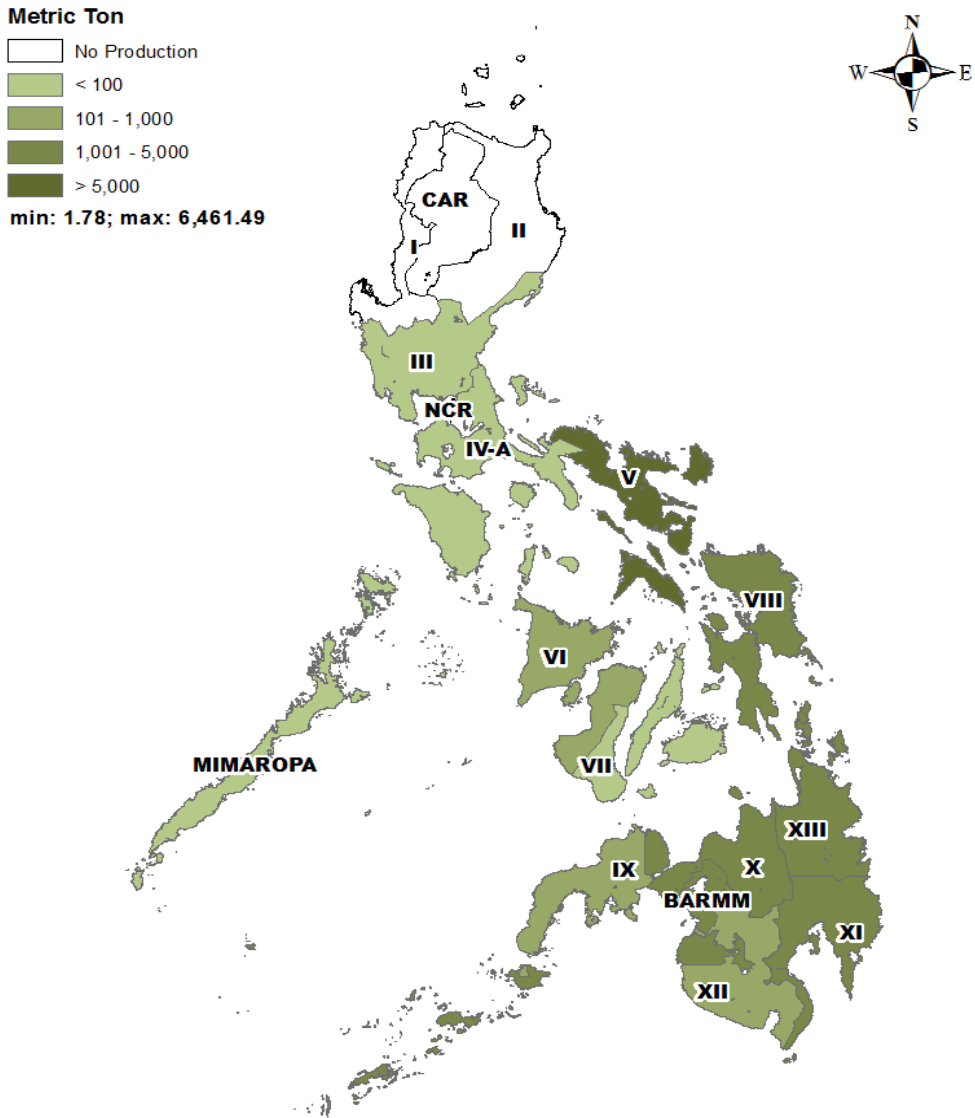 Metric Ton
No Production
< 100
101 - 1,000
1,001 - 5,000
> 5,000
min: 1.78; max: 6,461.49
N
W E
S
CAR
II
I
III
NCR
IV-A
V
VIII
VI
MIMAROPA
VII
XIII
IX
X
BARMM
XI
XII